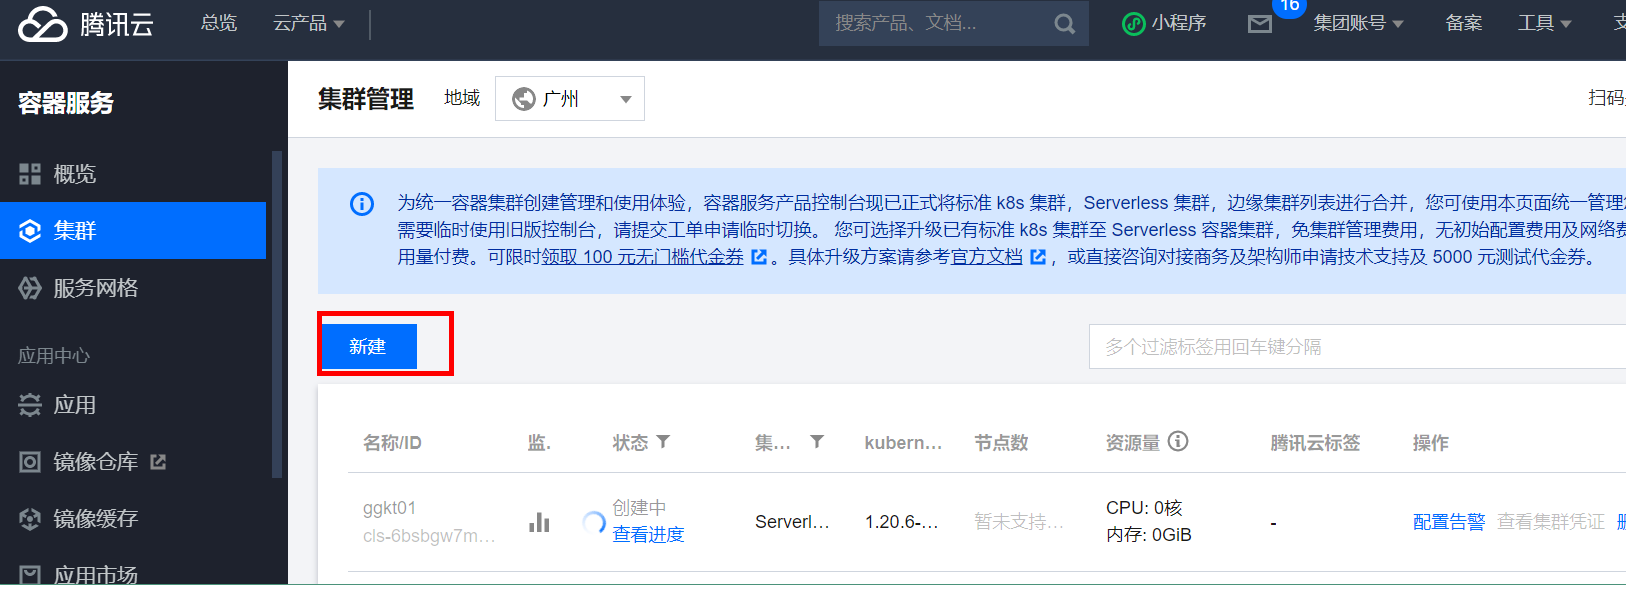 腾讯云
总览
云产品
搜索产品、文档...
小程序
16
集团账号
备案
工具
支
容器服务
概览
集群
服务网格
应用中心
应用
镜像仓库
镜像缓存
应用市场
集群管理
地域
广州
扫码
为统一容器集群创建管理和使用体验，容器服务产品控制台现已正式将标准 k8s 集群，Serverless 集群，边缘集群列表进行合并，您可使用本页面统一管理
需要临时使用旧版控制台，请提交工单申请临时切换。 您可选择升级已有标准 k8s 集群至 Serverless 容器集群，免集群管理费用，无初始配置费用及网络费
用量付费。可限时领取 100 元无门槛代金券 。具体升级方案请参考官方文档 ，或直接咨询对接商务及架构师申请技术支持及 5000 元测试代金券。
新建
多个过滤标签用回车键分隔
名称/ID
监.
状态
集...
kubern...
节点数
资源量
腾讯云标签
操作
ggkt01
cls-6bsbgw7m...
创建中
查看进度
Serverl...
1.20.6-...
暂未支持...
CPU: 0核
内存: 0GiB
-
配置告警
查看集群凭证